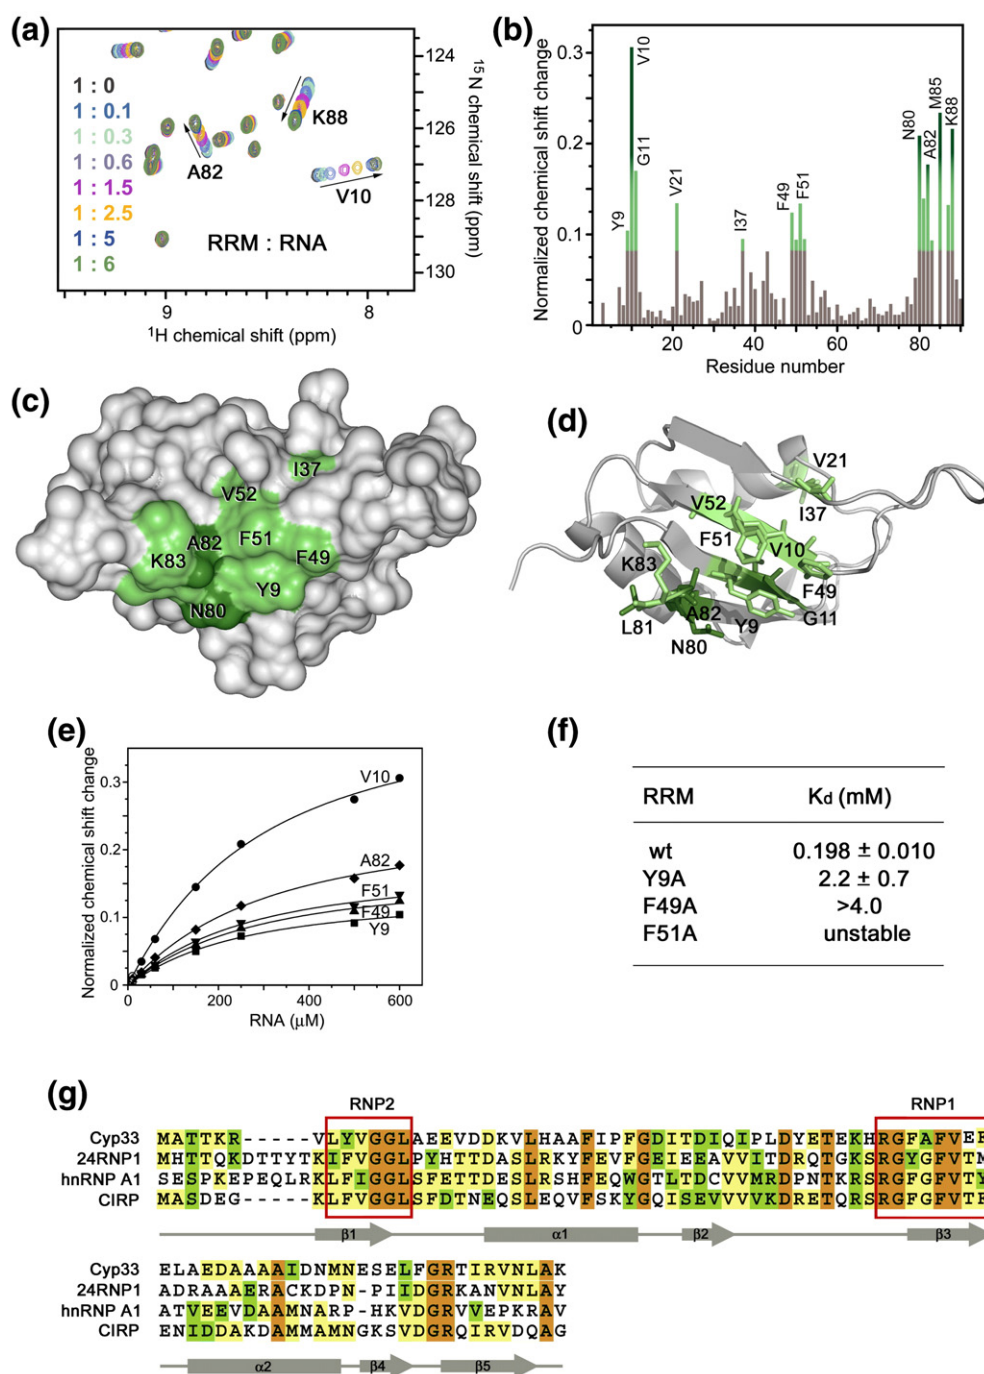 (a)
1 : 0
1 : 0.1
1 : 0.3
1 : 0.6
1 : 1.5
1 : 2.5
1 : 5
1 : 6
A82
K88
V10
RRM : RNA
124
126
128
130
15N chemical shift (ppm)
9
8
1H chemical shift (ppm)
(b)
Normalized chemical shift change
0.3
0.2
0.1
0
Y9
V10
G11
V21
I37
F49
F51
N80
A82
M85
K88
20
40
60
80
Residue number
(c)
I37
V52
A82
F51
K83
F49
Y9
N80
(d)
V21
I37
V52
F51
V10
K83
F49
A82
Y9
G11
L81
N80
(e)
Normalized chemical shift change
0.3
0.2
0.1
0
V10
A82
F51
F49
Y9
0
200
400
600
RNA (μM)
(f)
RRM Kd (mM)
wt 0.198 ± 0.010
Y9A 2.2 ± 0.7
F49A >4.0
F51A unstable
(g)
RNP2 RNP1
Cyp33 MATTKR-----VLYVGGLAEEVDDKVLHAAFIPFGDITDIQIPLDYETEKHRGFAFVEF
24RNP1 MHTTQKDTTYTKIFVGGLPYHTTDASLRKYFEVFGEIEEAVVITDRQTGKSRGYGFVTM
hnRNP A1 SESPKEPEQLRKLFIGGLSFETTDESLRSHFEQWGTLTDCVVMRDPNTKRSRGFGFVTY
CIRP MASDEG-----KLFVGGLSFDTNEQSLEQVFSKYGQISEVVVVKDRETQRSRGFGFVTF
β1 α1 β2 β3
Cyp33 ELAEDAAAAIDNMNESELFGRTIRVNLAK
24RNP1 ADRAAAERACKDPN-PIIDGRKANVNLAY
hnRNP A1 ATVEEVDAAMNARP-HKVDGRVVEPKRAV
CIRP ENIDDAKDAMMAMNGKSVDGRQIRVDQAG
α2 β4 β5